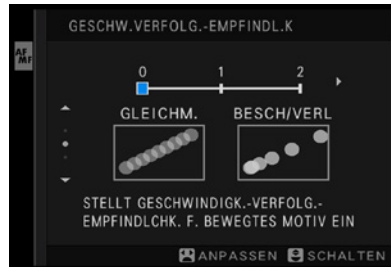 GESCHW.VERFOLG.-EMPFINDL.K
AF
MF
0 1 2
GLEICHM. BESCH/VERL
STELLT GESCHWINDIGK.-VERFOLG.-
EMPFINDLCHK. F. BEWEGTES MOTIV EIN
ANPASSEN SCHALTEN